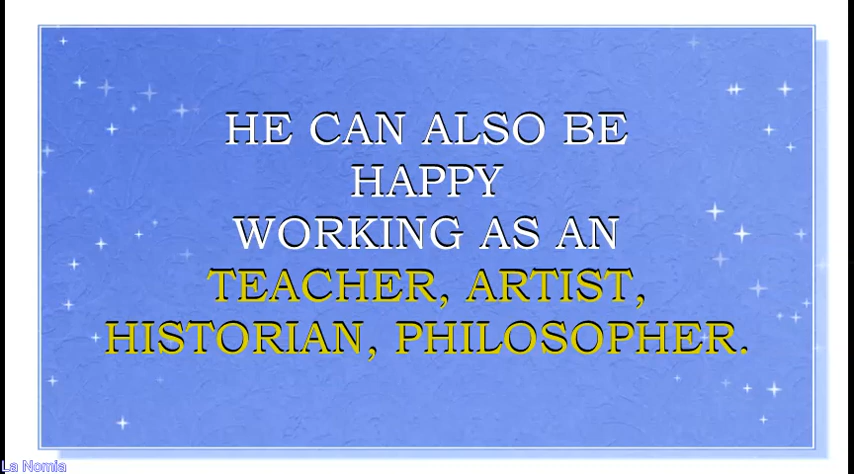 HE CAN ALSO BE
HAPPY
WORKING AS AN
TEACHER, ARTIST,
HISTORIAN, PHILOSOPHER.
La Nomia